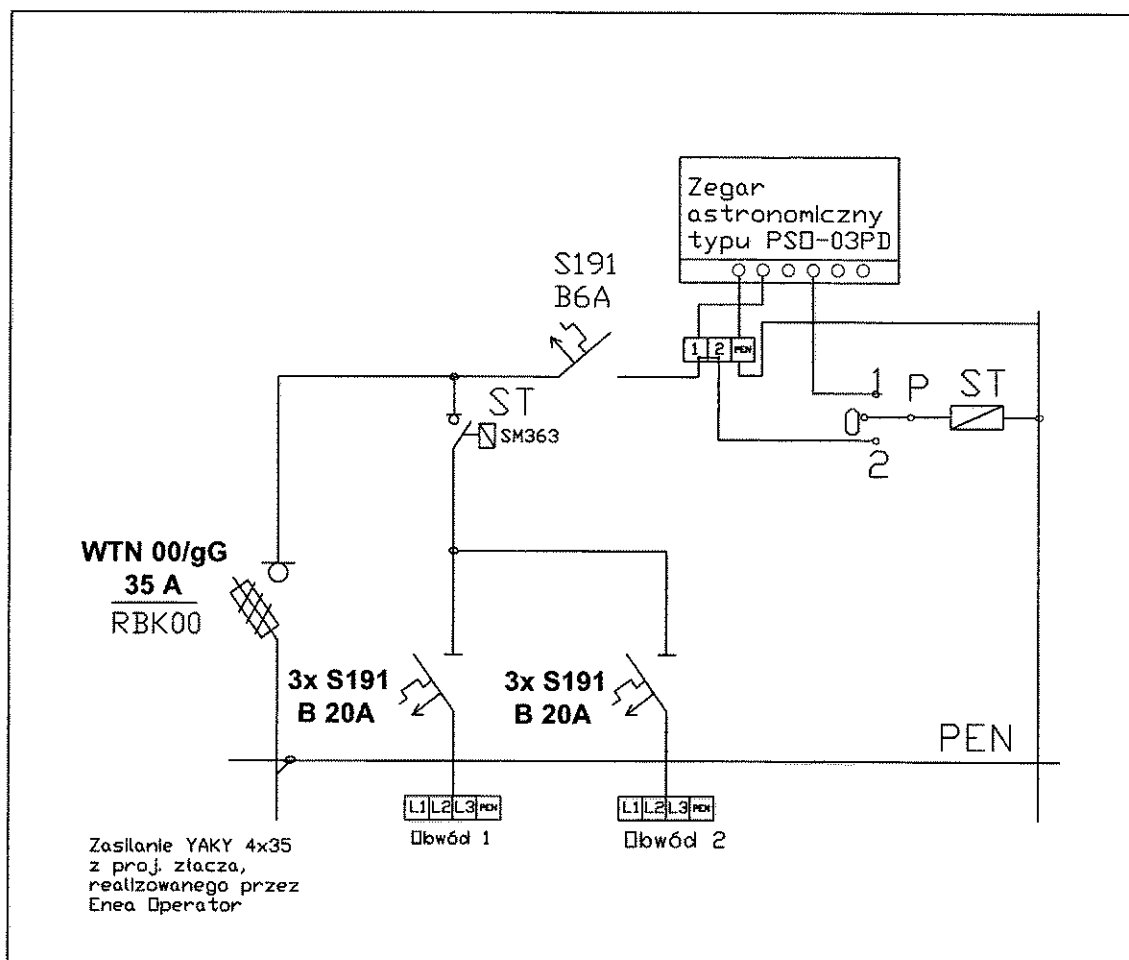 Zegar
astronomiczny
typu PSO-03PD
S191
B6A
1 2 PEN
1
P
ST
2
ST
SM363
WTN 00/gG
35 A
RBK00
3x S191
B 20A
3x S191
B 20A
PEN
L1 L2 L3 PEN
Obwód 1
L1 L2 L3 PEN
Obwód 2
Zasilanie YAKY 4x35
z proj. złącza,
realizowanego przez
Enea Operator